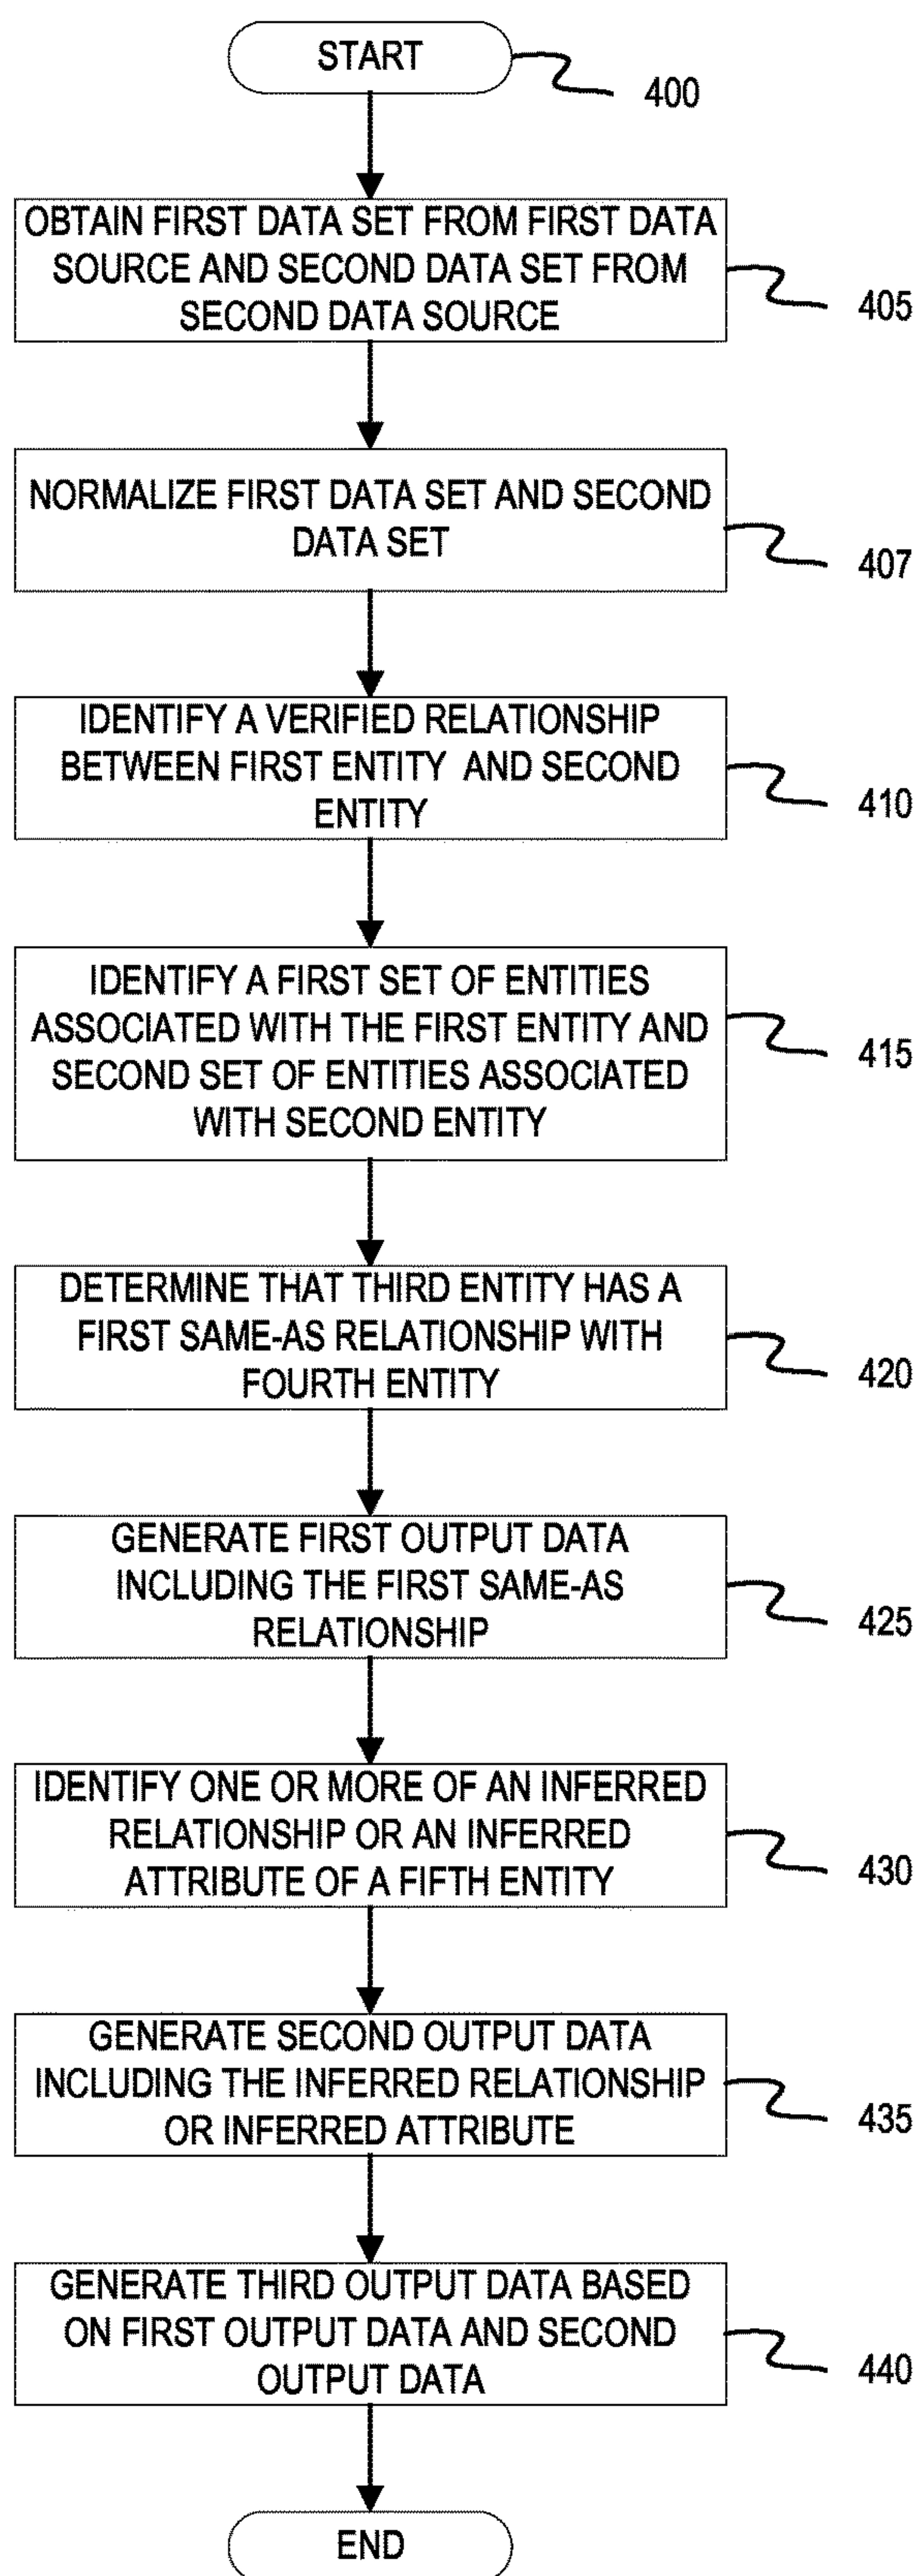 START
400
OBTAIN FIRST DATA SET FROM FIRST DATA
SOURCE AND SECOND DATA SET FROM
SECOND DATA SOURCE
405
NORMALIZE FIRST DATA SET AND SECOND
DATA SET
407
IDENTIFY A VERIFIED RELATIONSHIP
BETWEEN FIRST ENTITY AND SECOND
ENTITY
410
IDENTIFY A FIRST SET OF ENTITIES
ASSOCIATED WITH THE FIRST ENTITY AND
SECOND SET OF ENTITIES ASSOCIATED
WITH SECOND ENTITY
415
DETERMINE THAT THIRD ENTITY HAS A
FIRST SAME-AS RELATIONSHIP WITH
FOURTH ENTITY
420
GENERATE FIRST OUTPUT DATA
INCLUDING THE FIRST SAME-AS
RELATIONSHIP
425
IDENTIFY ONE OR MORE OF AN INFERRED
RELATIONSHIP OR AN INFERRED
ATTRIBUTE OF A FIFTH ENTITY
430
GENERATE SECOND OUTPUT DATA
INCLUDING THE INFERRED RELATIONSHIP
OR INFERRED ATTRIBUTE
435
GENERATE THIRD OUTPUT DATA BASED
ON FIRST OUTPUT DATA AND SECOND
OUTPUT DATA
440
END